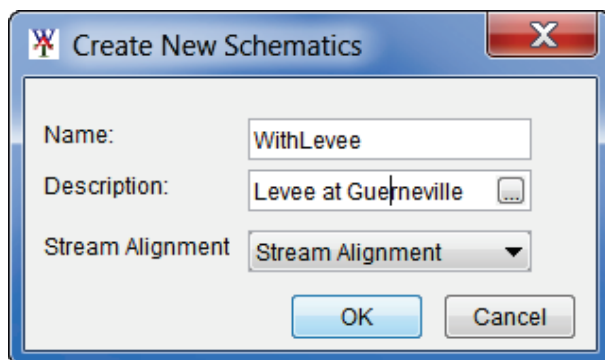 Create New Schematics
Name: WithLevee
Description: Levee at Guerneville ...
Stream Alignment Stream Alignment
OK Cancel